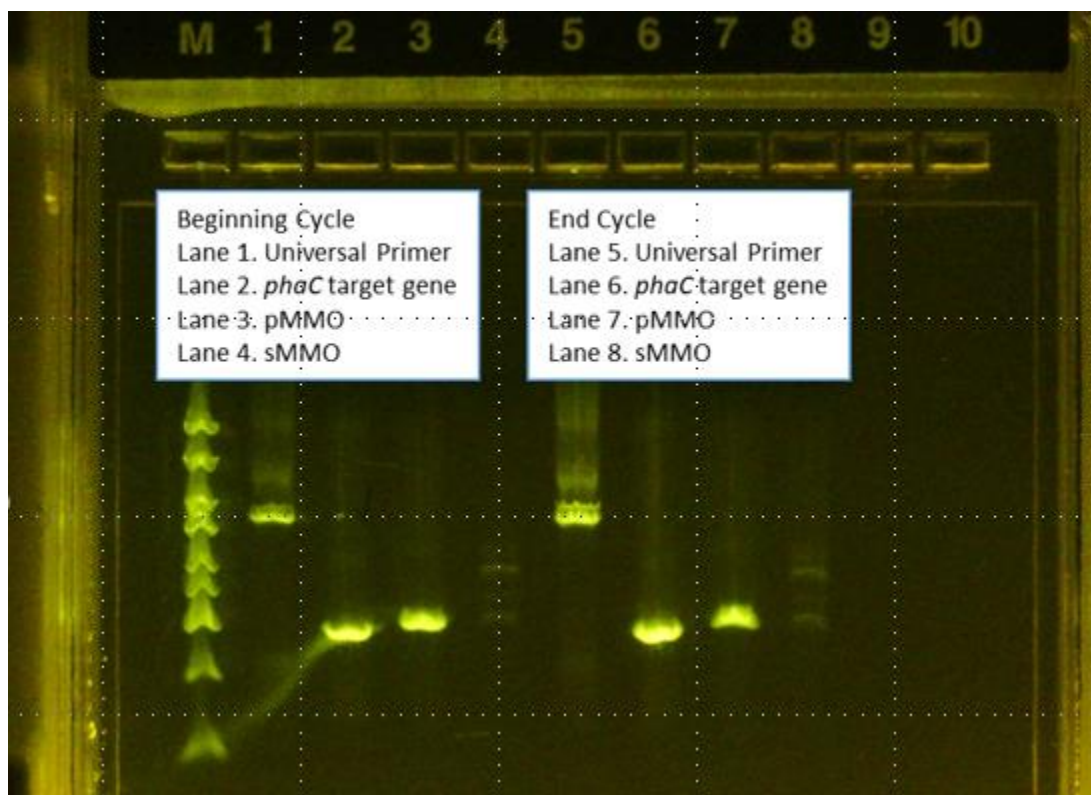 M 1 2 3 4 5 6 7 8 9 10
Beginning Cycle
Lane 1. Universal Primer
Lane 2. phaC target gene
Lane 3. pMMO
Lane 4. sMMO
End Cycle
Lane 5. Universal Primer
Lane 6. phaC target gene
Lane 7. pMMO
Lane 8. sMMO